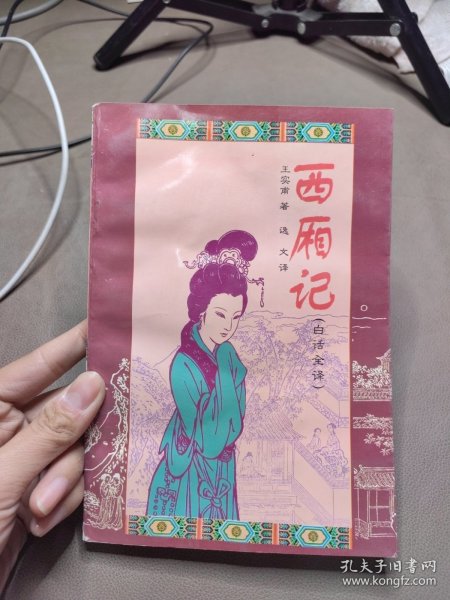 西厢记
(白话全译)
王实甫 著 逸文 译
孔夫子旧书网
www.kongfz.com